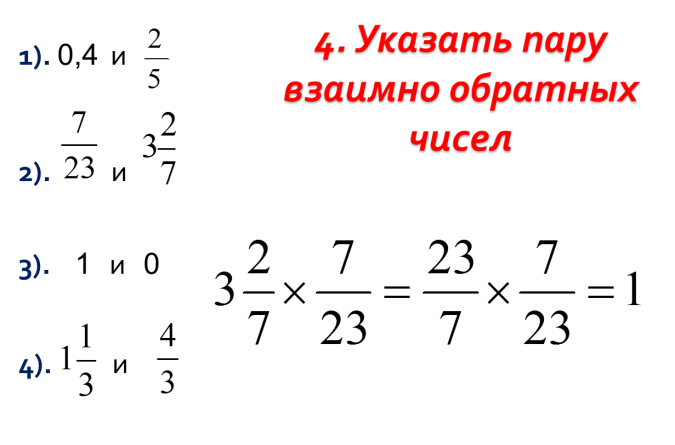 4. Указать пару
взаимно обратных
чисел
1). 0,4 и 2/5
2). 7/23 и 3 2/7
3). 1 и 0
4). 1 1/3 и 4/3
3 2/7 × 7/23 = 23/7 × 7/23 = 1